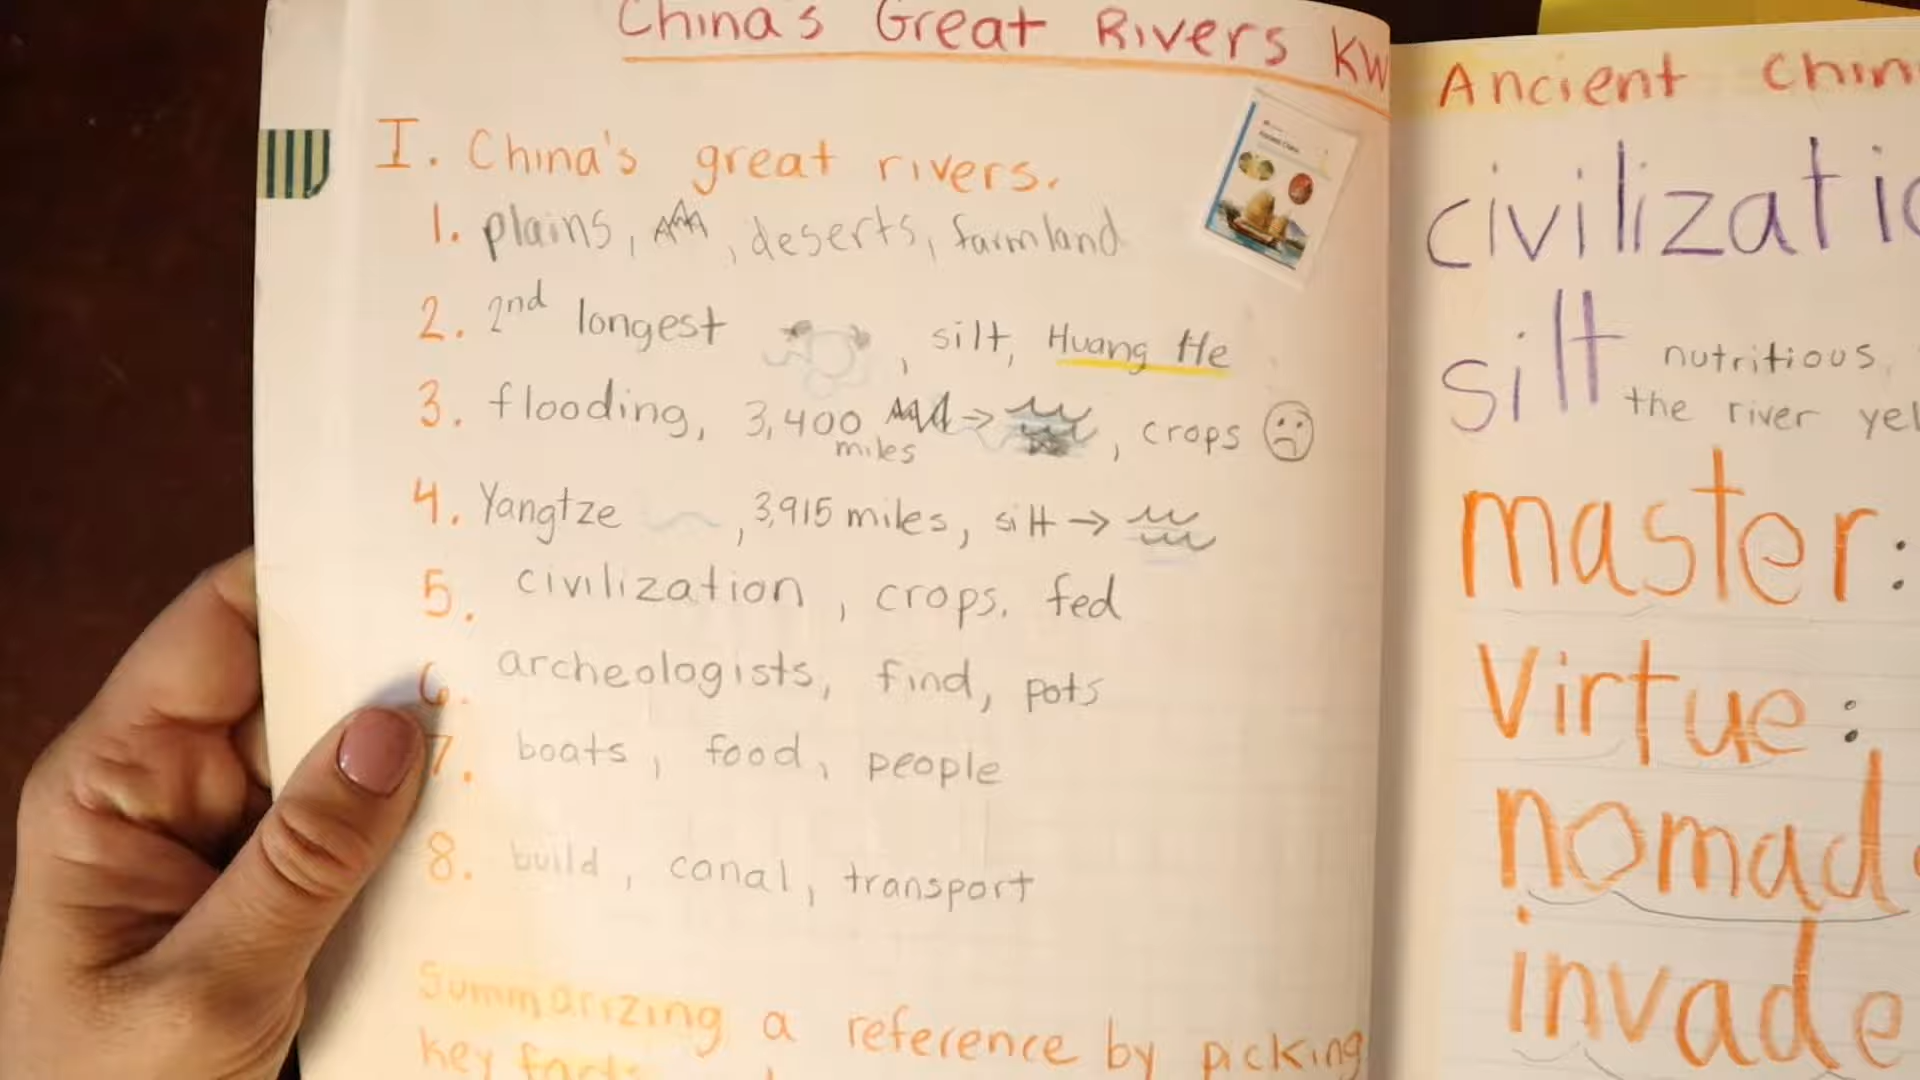 China's Great Rivers KW
I. China's great rivers.
1. plains, , deserts, farmland
2. 2nd longest , silt, Huang He
3. flooding, 3,400 miles → , crops
4. Yangtze , 3,915 miles, silt →
5. civilization, crops, fed
6. archeologists, find, pots
7. boats, food, people
8. build, canal, transport
Summarizing a reference by picking
key facts
Ancient Chin
civilizatio
silt nutritious,
the river yel
master:
virtue:
nomad
invade